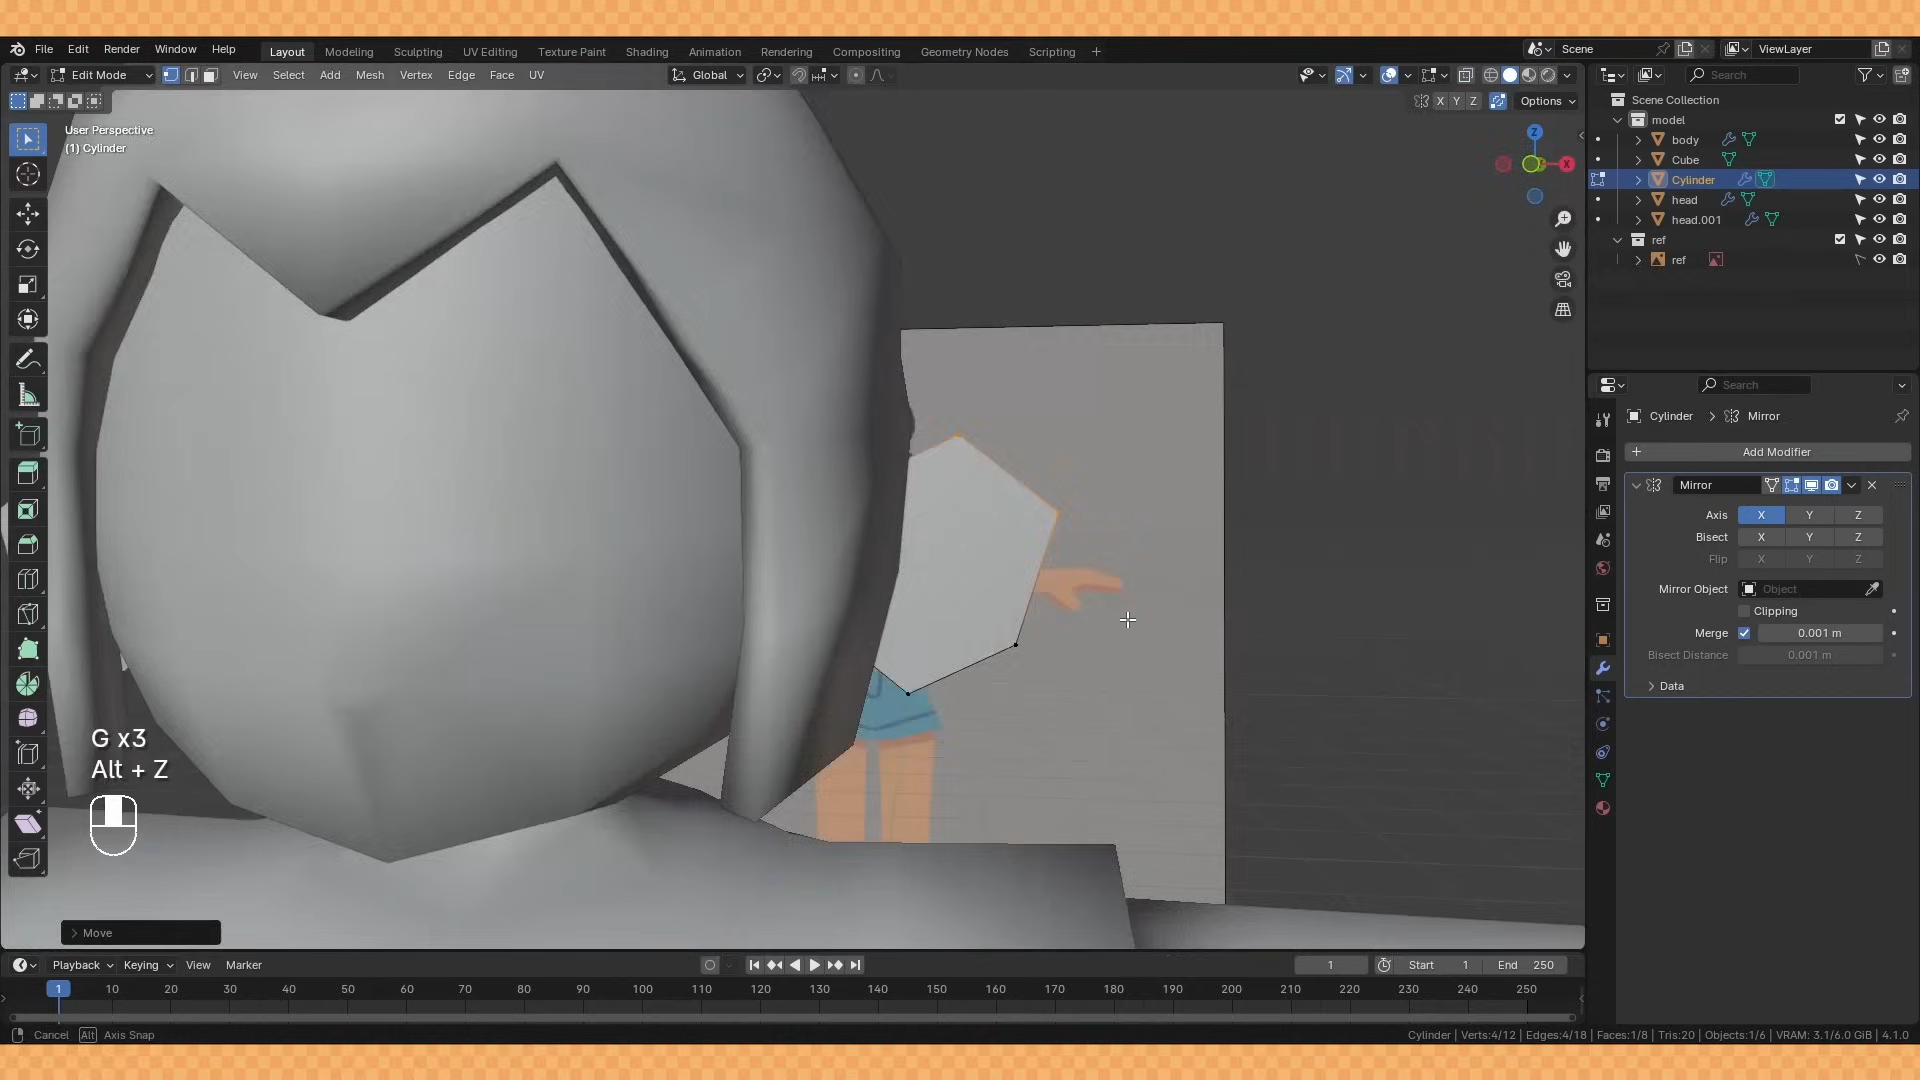 File Edit Render Window Help Layout Modeling Sculpting UV Editing Texture Paint Shading Animation Rendering Compositing Geometry Nodes Scripting + Scene ViewLayer
Edit Mode View Select Add Mesh Vertex Edge Face UV Global Search
X Y Z Options
User Perspective
(1) Cylinder
Z
X
Scene Collection
model
body
Cube
Cylinder
head
head.001
ref
ref
Search
Cylinder > Mirror
+ Add Modifier
Mirror
Axis X Y Z
Bisect X Y Z
Flip X Y Z
Mirror Object Object
Clipping
Merge 0.001 m
Bisect Distance 0.001 m
Data
G x3
Alt + Z
Move
Playback Keying View Marker 1 Start 1 End 250
1 10 20 30 40 50 60 70 80 90 100 110 120 130 140 150 160 170 180 190 200 210 220 230 240 250
Cancel Alt Axis Snap Cylinder | Verts:4/12 | Edges:4/18 | Faces:1/8 | Tris:20 | Objects:1/6 | VRAM: 3.1/6.0 GiB | 4.1.0